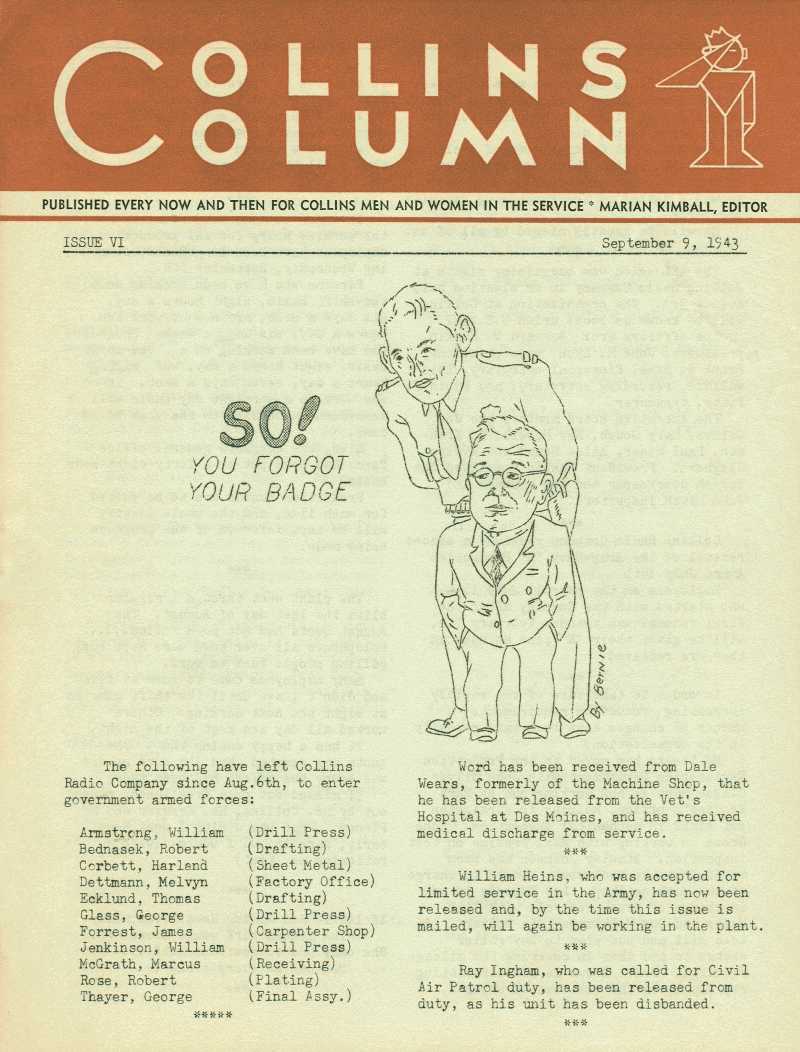 COLLINS
COLUMN
PUBLISHED EVERY NOW AND THEN FOR COLLINS MEN AND WOMEN IN THE SERVICE * MARIAN KIMBALL, EDITOR
ISSUE VI
September 9, 1943
SO!
YOU FORGOT
YOUR BADGE
By BERNIE
The following have left Collins
Radio Company since Aug.6th, to enter
government armed forces:
Armstrong, William (Drill Press)
Bednasek, Robert (Drafting)
Corbett, Harland (Sheet Metal)
Dettmann, Melvyn (Factory Office)
Ecklund, Thomas (Drafting)
Glass, George (Drill Press)
Forrest, James (Carpenter Shop)
Jenkinson, William (Drill Press)
McGrath, Marcus (Receiving)
Rose, Robert (Plating)
Thayer, George (Final Assy.)
*****
Word has been received from Dale
Wears, formerly of the Machine Shop, that
he has been released from the Vet's
Hospital at Des Moines, and has received
medical discharge from service.
***
William Heins, who was accepted for
limited service in the Army, has now been
released and, by the time this issue is
mailed, will again be working in the plant.
***
Ray Ingham, who was called for Civil
Air Patrol duty, has been released from
duty, as his unit has been disbanded.
***